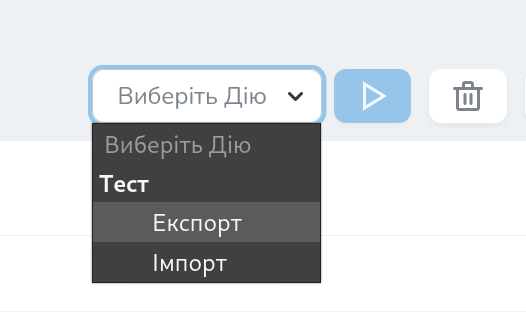 Виберіть Дію
Виберіть Дію
Тест
Експорт
Імпорт